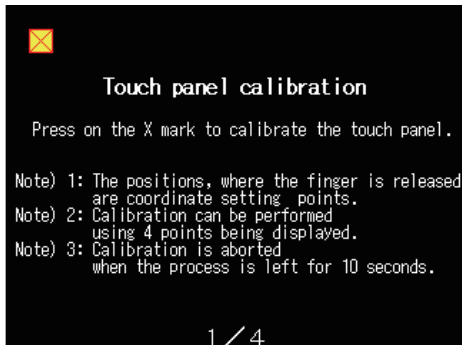 Touch panel calibration
Press on the X mark to calibrate the touch panel.
Note) 1: The positions, where the finger is released
are coordinate setting points.
Note) 2: Calibration can be performed
using 4 points being displayed.
Note) 3: Calibration is aborted
when the process is left for 10 seconds.
1/4